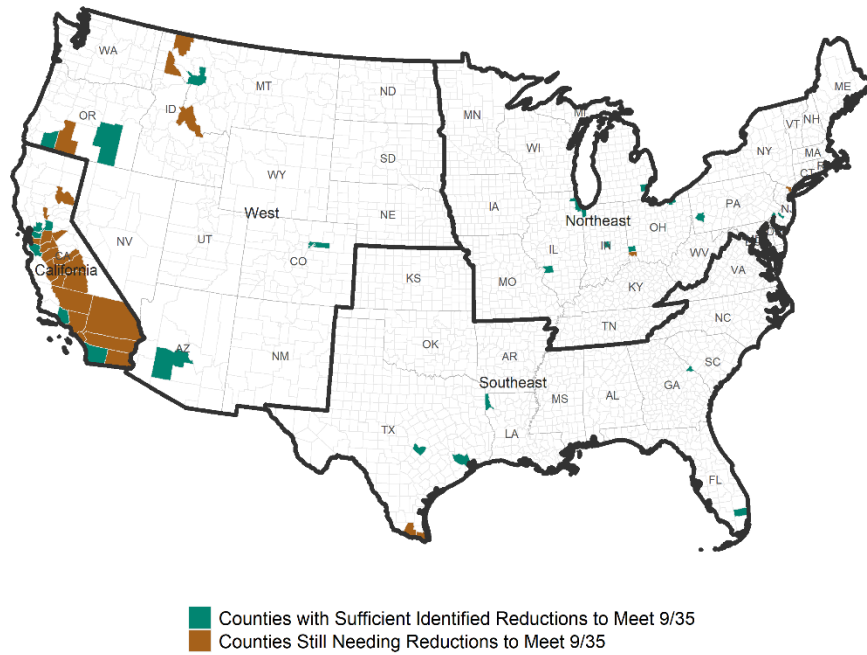 WA
MT
ND
MN
ME
OR
ID
SD
WI
MI
VT
NH
NY
MA
CT
WY
IA
PA
West
NE
Northeast
OH
NV
UT
CO
IL
IN
WV
CA
California
KS
MO
KY
VA
AZ
NM
OK
AR
TN
NC
Southeast
SC
TX
LA
MS
AL
GA
FL
Counties with Sufficient Identified Reductions to Meet 9/35
Counties Still Needing Reductions to Meet 9/35